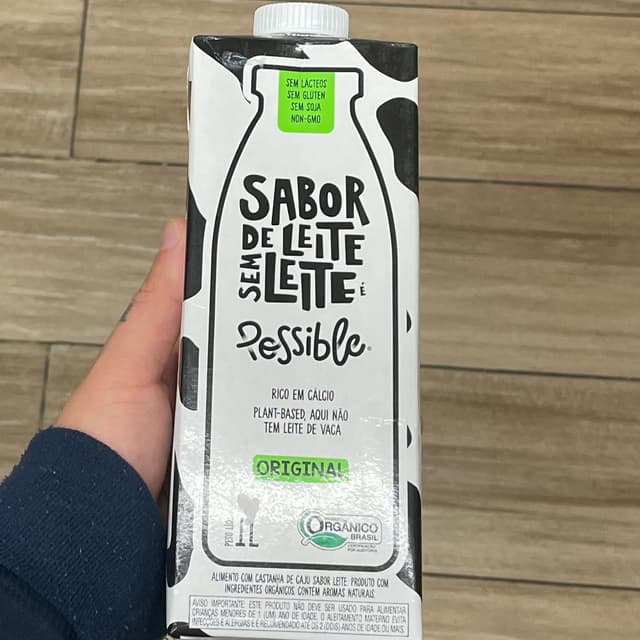 SEM LÁCTEOS
SEM GLÚTEN
SEM SOJA
NON-GMO
SABOR
DE LEITE
SEM LEITE É
Possible®
RICO EM CÁLCIO
PLANT-BASED, AQUI NÃO
TEM LEITE DE VACA
ORIGINAL
1L
ORGÂNICO
BRASIL
CERTIFICAÇÃO
POR AUDITORIA
ALIMENTO COM CASTANHA DE CAJU SABOR LEITE. PRODUTO COM
INGREDIENTES ORGÂNICOS. CONTÉM AROMAS NATURAIS.
AVISO IMPORTANTE: ESTE PRODUTO NÃO DEVE SER USADO PARA ALIMENTAR
CRIANÇAS MENORES DE 1 (UM) ANO DE IDADE. O ALEITAMENTO MATERNO EVITA
INFECÇÕES E ALERGIAS E É RECOMENDADO ATÉ OS 2 (DOIS) ANOS DE IDADE OU MAIS.